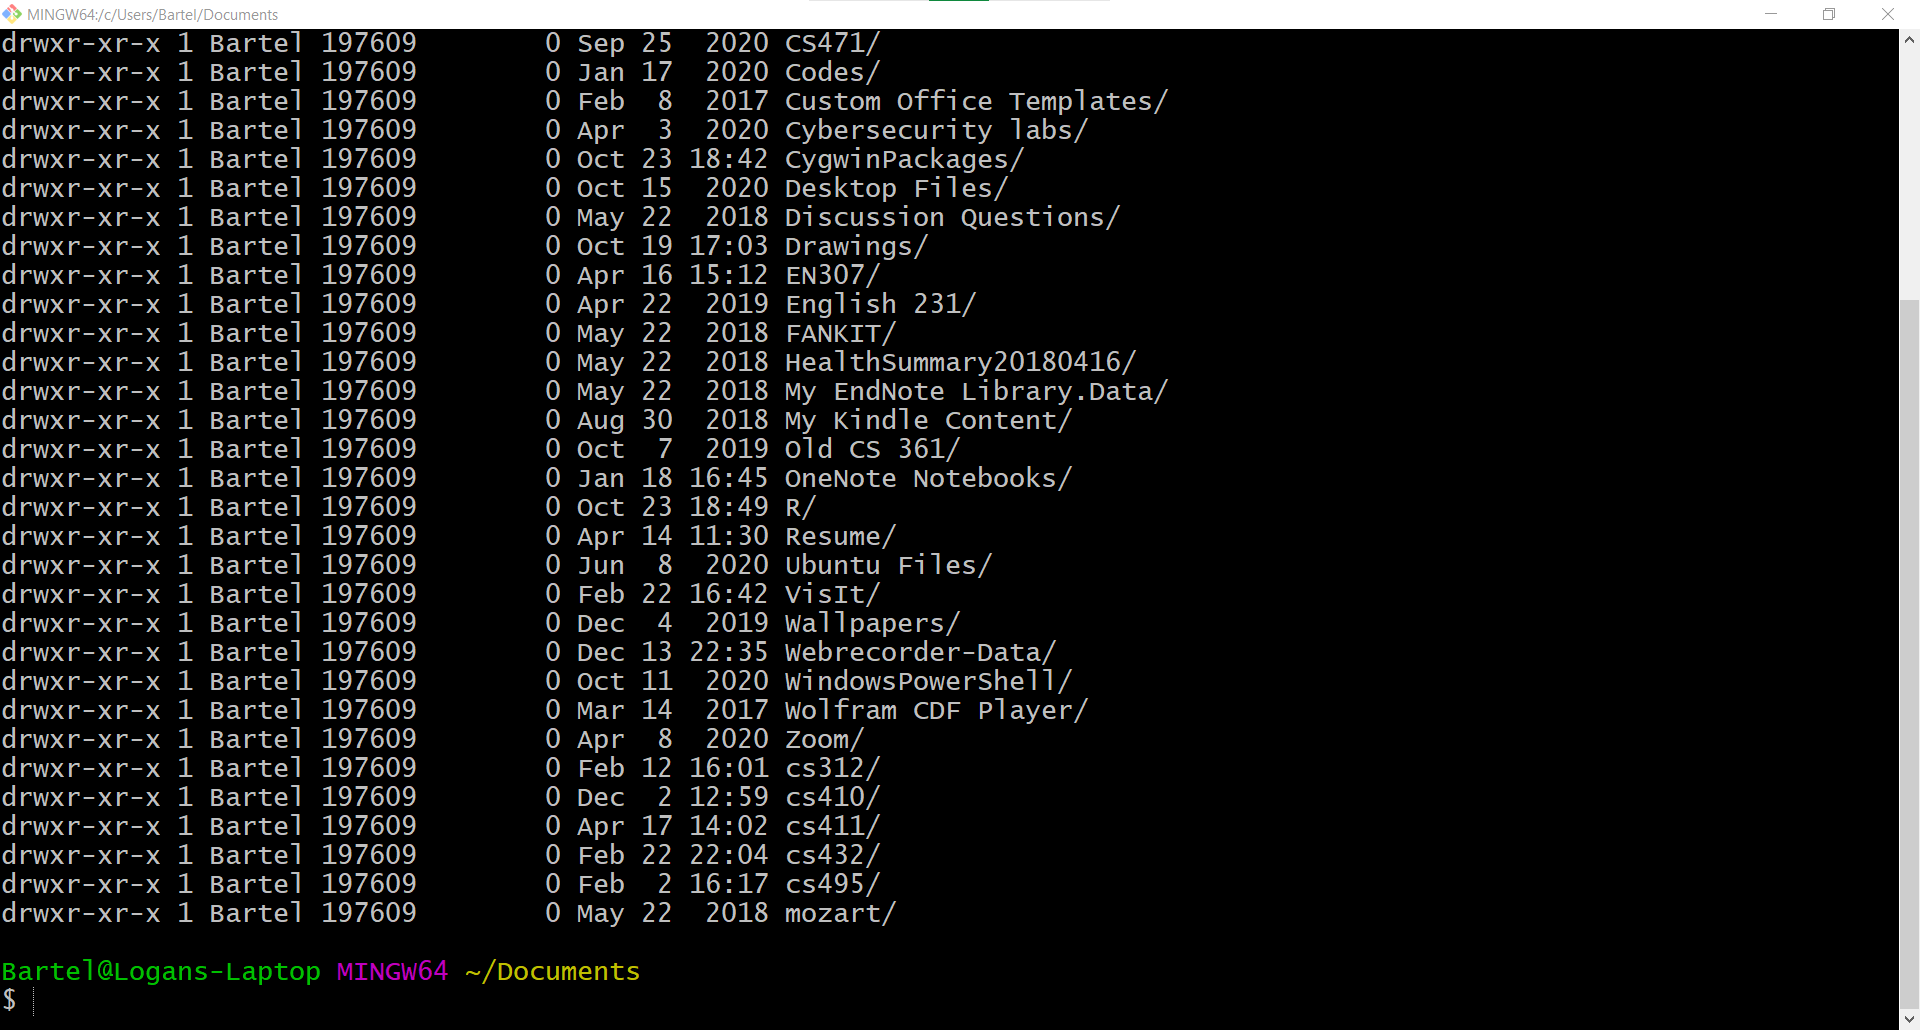 MINGW64:/c/Users/Bartel/Documents
drwxr-xr-x 1 Bartel 197609        0 Sep 25  2020 CS471/
drwxr-xr-x 1 Bartel 197609        0 Jan 17  2020 Codes/
drwxr-xr-x 1 Bartel 197609        0 Feb  8  2017 Custom Office Templates/
drwxr-xr-x 1 Bartel 197609        0 Apr  3  2020 Cybersecurity labs/
drwxr-xr-x 1 Bartel 197609        0 Oct 23 18:42 CygwinPackages/
drwxr-xr-x 1 Bartel 197609        0 Oct 15  2020 Desktop Files/
drwxr-xr-x 1 Bartel 197609        0 May 22  2018 Discussion Questions/
drwxr-xr-x 1 Bartel 197609        0 Oct 19 17:03 Drawings/
drwxr-xr-x 1 Bartel 197609        0 Apr 16 15:12 EN307/
drwxr-xr-x 1 Bartel 197609        0 Apr 22  2019 English 231/
drwxr-xr-x 1 Bartel 197609        0 May 22  2018 FANKIT/
drwxr-xr-x 1 Bartel 197609        0 May 22  2018 HealthSummary20180416/
drwxr-xr-x 1 Bartel 197609        0 May 22  2018 My EndNote Library.Data/
drwxr-xr-x 1 Bartel 197609        0 Aug 30  2018 My Kindle Content/
drwxr-xr-x 1 Bartel 197609        0 Oct  7  2019 Old CS 361/
drwxr-xr-x 1 Bartel 197609        0 Jan 18 16:45 OneNote Notebooks/
drwxr-xr-x 1 Bartel 197609        0 Oct 23 18:49 R/
drwxr-xr-x 1 Bartel 197609        0 Apr 14 11:30 Resume/
drwxr-xr-x 1 Bartel 197609        0 Jun  8  2020 Ubuntu Files/
drwxr-xr-x 1 Bartel 197609        0 Feb 22 16:42 VisIt/
drwxr-xr-x 1 Bartel 197609        0 Dec  4  2019 Wallpapers/
drwxr-xr-x 1 Bartel 197609        0 Dec 13 22:35 Webrecorder-Data/
drwxr-xr-x 1 Bartel 197609        0 Oct 11  2020 WindowsPowerShell/
drwxr-xr-x 1 Bartel 197609        0 Mar 14  2017 Wolfram CDF Player/
drwxr-xr-x 1 Bartel 197609        0 Apr  8  2020 Zoom/
drwxr-xr-x 1 Bartel 197609        0 Feb 12 16:01 cs312/
drwxr-xr-x 1 Bartel 197609        0 Dec  2 12:59 cs410/
drwxr-xr-x 1 Bartel 197609        0 Apr 17 14:02 cs411/
drwxr-xr-x 1 Bartel 197609        0 Feb 22 22:04 cs432/
drwxr-xr-x 1 Bartel 197609        0 Feb  2 16:17 cs495/
drwxr-xr-x 1 Bartel 197609        0 May 22  2018 mozart/
Bartel@Logans-Laptop MINGW64 ~/Documents
$